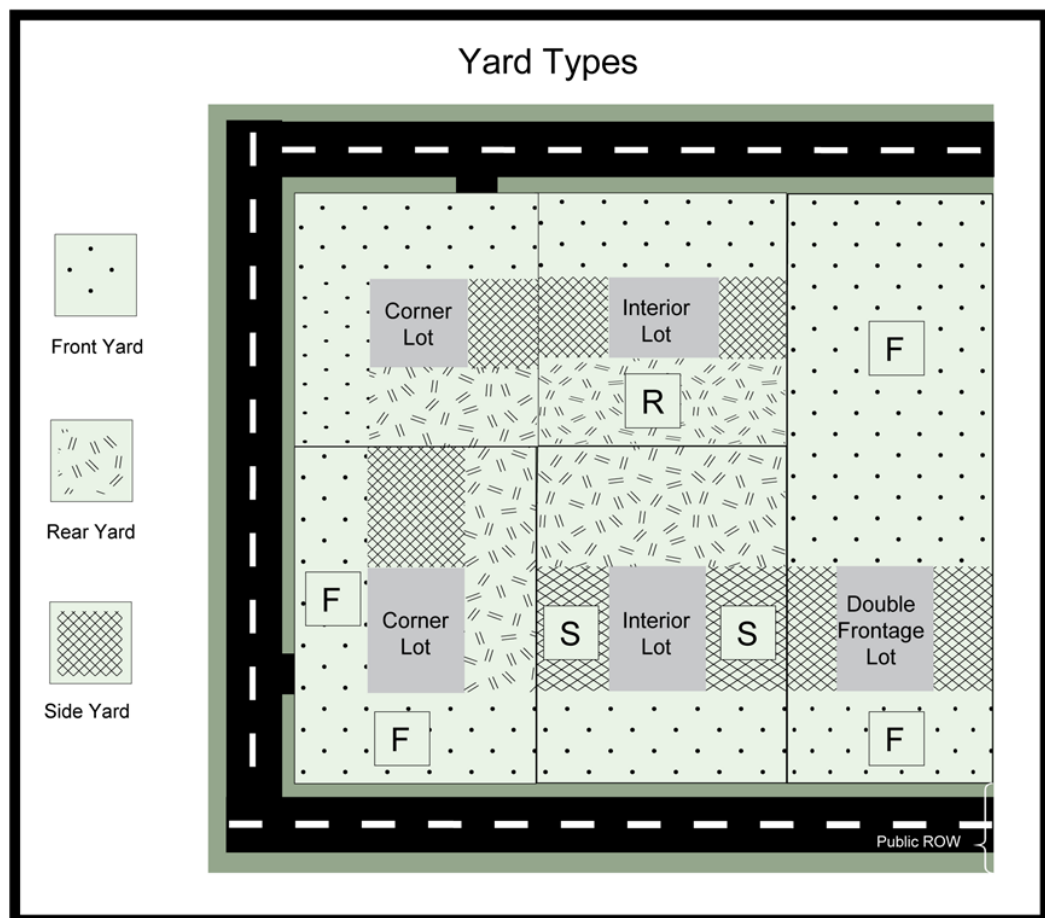 Yard Types
Front Yard
Rear Yard
Side Yard
Corner
Lot
Interior
Lot
F
R
F
Corner
Lot
S
Interior
Lot
S
Double
Frontage
Lot
F
F
Public ROW